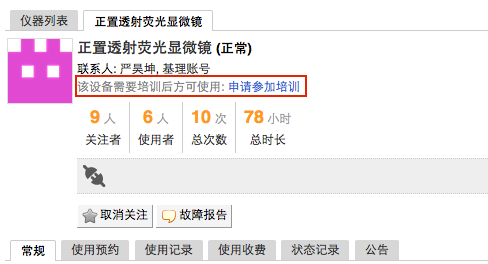 仪器列表 正置透射荧光显微镜
正置透射荧光显微镜 (正常)
联系人: 严昊坤, 基理账号
该设备需要培训后方可使用: 申请参加培训
9 人 6 人 10 次 78 小时
关注者 使用者 总次数 总时长
取消关注 故障报告
常规 使用预约 使用记录 使用收费 状态记录 公告